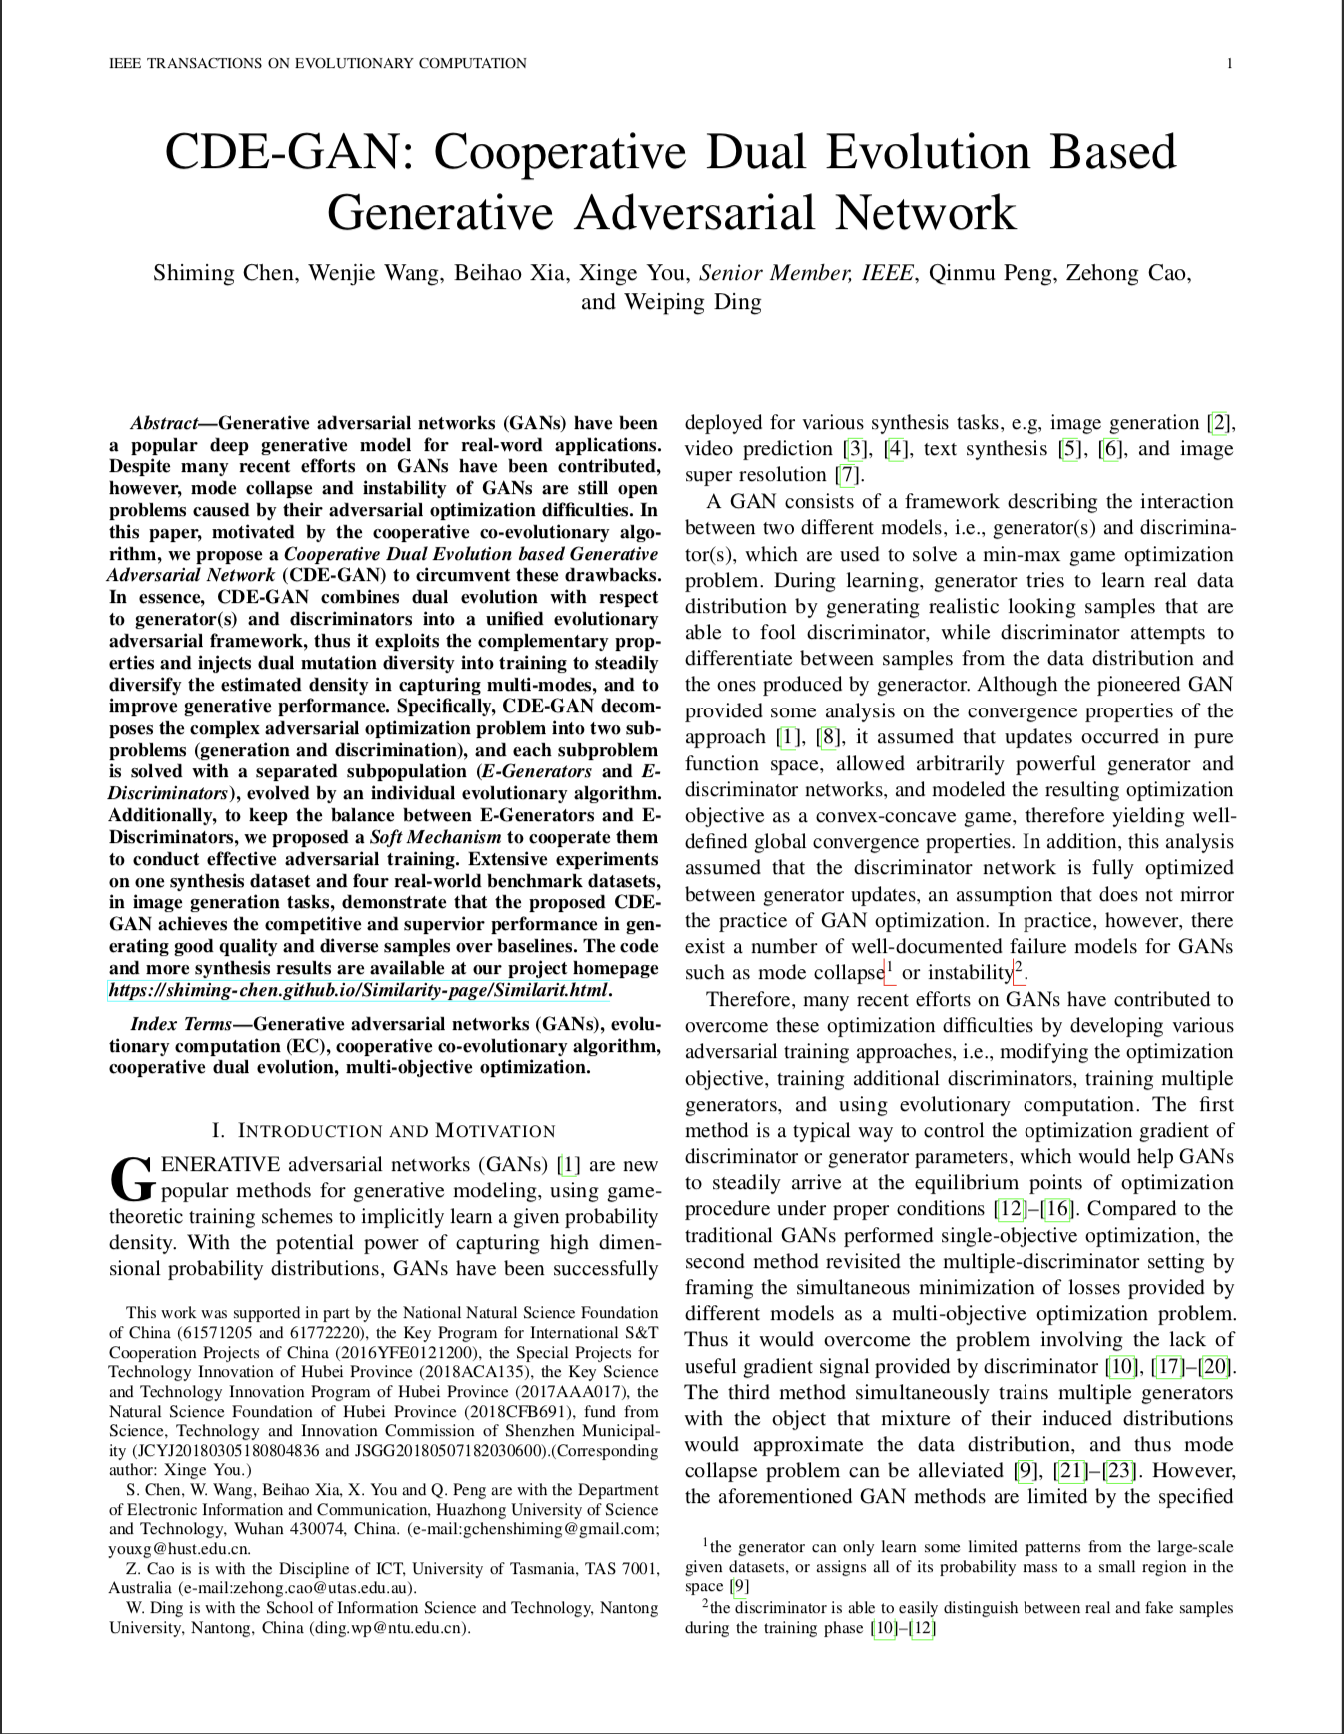 IEEE TRANSACTIONS ON EVOLUTIONARY COMPUTATION 1
CDE-GAN: Cooperative Dual Evolution Based
Generative Adversarial Network
Shiming Chen, Wenjie Wang, Beihao Xia, Xinge You, Senior Member, IEEE, Qinmu Peng, Zehong Cao,
and Weiping Ding
Abstract—Generative adversarial networks (GANs) have been
a popular deep generative model for real-word applications.
Despite many recent efforts on GANs have been contributed,
however, mode collapse and instability of GANs are still open
problems caused by their adversarial optimization difficulties. In
this paper, motivated by the cooperative co-evolutionary algo-
rithm, we propose a Cooperative Dual Evolution based Generative
Adversarial Network (CDE-GAN) to circumvent these drawbacks.
In essence, CDE-GAN combines dual evolution with respect
to generator(s) and discriminators into a unified evolutionary
adversarial framework, thus it exploits the complementary prop-
erties and injects dual mutation diversity into training to steadily
diversify the estimated density in capturing multi-modes, and to
improve generative performance. Specifically, CDE-GAN decom-
poses the complex adversarial optimization problem into two sub-
problems (generation and discrimination), and each subproblem
is solved with a separated subpopulation (E-Generators and E-
Discriminators), evolved by an individual evolutionary algorithm.
Additionally, to keep the balance between E-Generators and E-
Discriminators, we proposed a Soft Mechanism to cooperate them
to conduct effective adversarial training. Extensive experiments
on one synthesis dataset and four real-world benchmark datasets,
in image generation tasks, demonstrate that the proposed CDE-
GAN achieves the competitive and supervior performance in gen-
erating good quality and diverse samples over baselines. The code
and more synthesis results are available at our project homepage
https://shiming-chen.github.io/Similarity-page/Similarit.html.
Index Terms—Generative adversarial networks (GANs), evolu-
tionary computation (EC), cooperative co-evolutionary algorithm,
cooperative dual evolution, multi-objective optimization.
I. INTRODUCTION AND MOTIVATION
GENERATIVE adversarial networks (GANs) [1] are new
popular methods for generative modeling, using game-
theoretic training schemes to implicitly learn a given probability
density. With the potential power of capturing high dimen-
sional probability distributions, GANs have been successfully
This work was supported in part by the National Natural Science Foundation
of China (61571205 and 61772220), the Key Program for International S&T
Cooperation Projects of China (2016YFE0121200), the Special Projects for
Technology Innovation of Hubei Province (2018ACA135), the Key Science
and Technology Innovation Program of Hubei Province (2017AAA017), the
Natural Science Foundation of Hubei Province (2018CFB691), fund from
Science, Technology and Innovation Commission of Shenzhen Municipal-
ity (JCYJ20180305180804836 and JSGG20180507182030600).(Corresponding
author: Xinge You.)
S. Chen, W. Wang, Beihao Xia, X. You and Q. Peng are with the Department
of Electronic Information and Communication, Huazhong University of Science
and Technology, Wuhan 430074, China. (e-mail:gchenshiming@gmail.com;
youxg@hust.edu.cn.
Z. Cao is is with the Discipline of ICT, University of Tasmania, TAS 7001,
Australia (e-mail:zehong.cao@utas.edu.au).
W. Ding is with the School of Information Science and Technology, Nantong
University, Nantong, China (ding.wp@ntu.edu.cn).
deployed for various synthesis tasks, e.g, image generation [2],
video prediction [3], [4], text synthesis [5], [6], and image
super resolution [7].
A GAN consists of a framework describing the interaction
between two different models, i.e., generator(s) and discrimina-
tor(s), which are used to solve a min-max game optimization
problem. During learning, generator tries to learn real data
distribution by generating realistic looking samples that are
able to fool discriminator, while discriminator attempts to
differentiate between samples from the data distribution and
the ones produced by generactor. Although the pioneered GAN
provided some analysis on the convergence properties of the
approach [1], [8], it assumed that updates occurred in pure
function space, allowed arbitrarily powerful generator and
discriminator networks, and modeled the resulting optimization
objective as a convex-concave game, therefore yielding well-
defined global convergence properties. In addition, this analysis
assumed that the discriminator network is fully optimized
between generator updates, an assumption that does not mirror
the practice of GAN optimization. In practice, however, there
exist a number of well-documented failure models for GANs
such as mode collapse1 or instability2.
Therefore, many recent efforts on GANs have contributed to
overcome these optimization difficulties by developing various
adversarial training approaches, i.e., modifying the optimization
objective, training additional discriminators, training multiple
generators, and using evolutionary computation. The first
method is a typical way to control the optimization gradient of
discriminator or generator parameters, which would help GANs
to steadily arrive at the equilibrium points of optimization
procedure under proper conditions [12]–[16]. Compared to the
traditional GANs performed single-objective optimization, the
second method revisited the multiple-discriminator setting by
framing the simultaneous minimization of losses provided by
different models as a multi-objective optimization problem.
Thus it would overcome the problem involving the lack of
useful gradient signal provided by discriminator [10], [17]–[20].
The third method simultaneously trains multiple generators
with the object that mixture of their induced distributions
would approximate the data distribution, and thus mode
collapse problem can be alleviated [9], [21]–[23]. However,
the aforementioned GAN methods are limited by the specified
1the generator can only learn some limited patterns from the large-scale
given datasets, or assigns all of its probability mass to a small region in the
space [9]
2the discriminator is able to easily distinguish between real and fake samples
during the training phase [10]–[12]